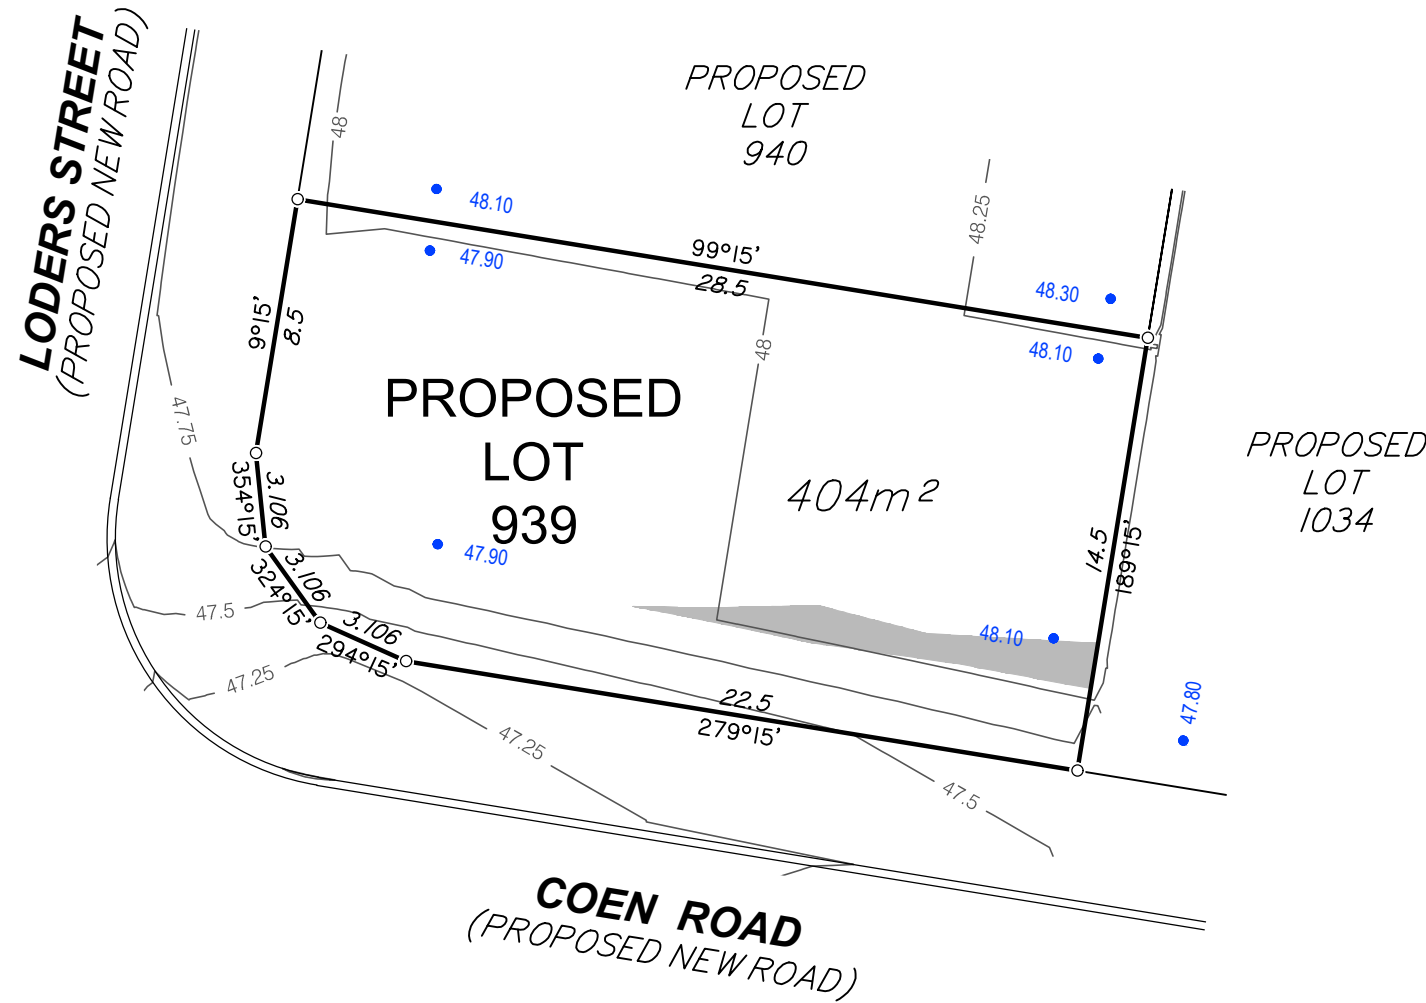 LODERS STREET
(PROPOSED NEW ROAD)
48
PROPOSED
LOT
940
48.10
47.90
48.25
99°15'
28.5
48.30
48.10
9°15'
8.5
48
47.75
PROPOSED
LOT
939
404m²
PROPOSED
LOT
1034
354°15'
3.106
47.90
14.5
189°15'
324°15'
3.106
47.5
3.106
294°15'
48.10
47.25
22.5
279°15'
47.80
47.25
47.5
COEN ROAD
(PROPOSED NEW ROAD)